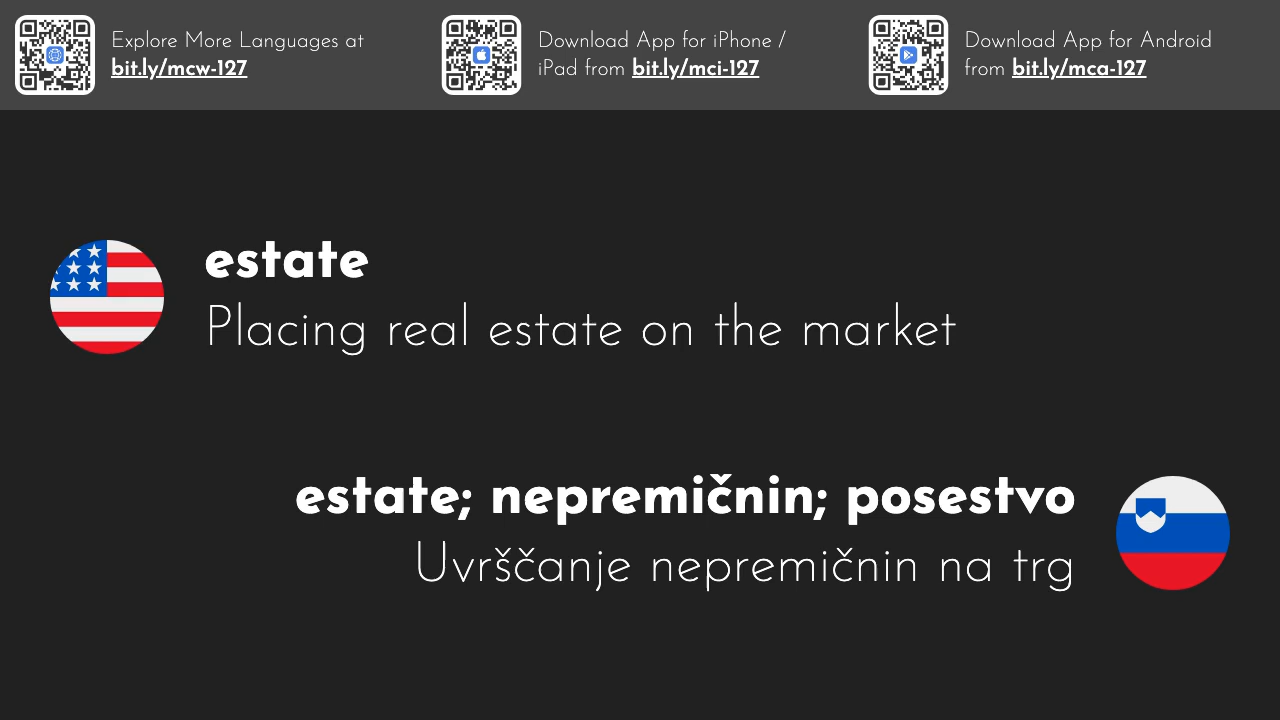 Explore More Languages at
bit.ly/mcw-127
Download App for iPhone /
iPad from bit.ly/mci-127
Download App for Android
from bit.ly/mca-127
estate
Placing real estate on the market
estate; nepremičnin; posestvo
Uvrščanje nepremičnin na trg